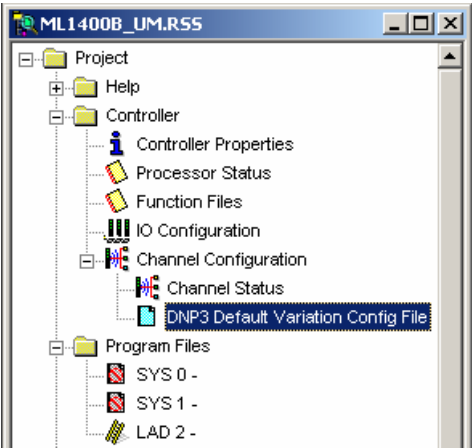 ML1400B_UM.RSS
Project
Help
Controller
Controller Properties
Processor Status
Function Files
IO Configuration
Channel Configuration
Channel Status
DNP3 Default Variation Config File
Program Files
SYS 0 -
SYS 1 -
LAD 2 -